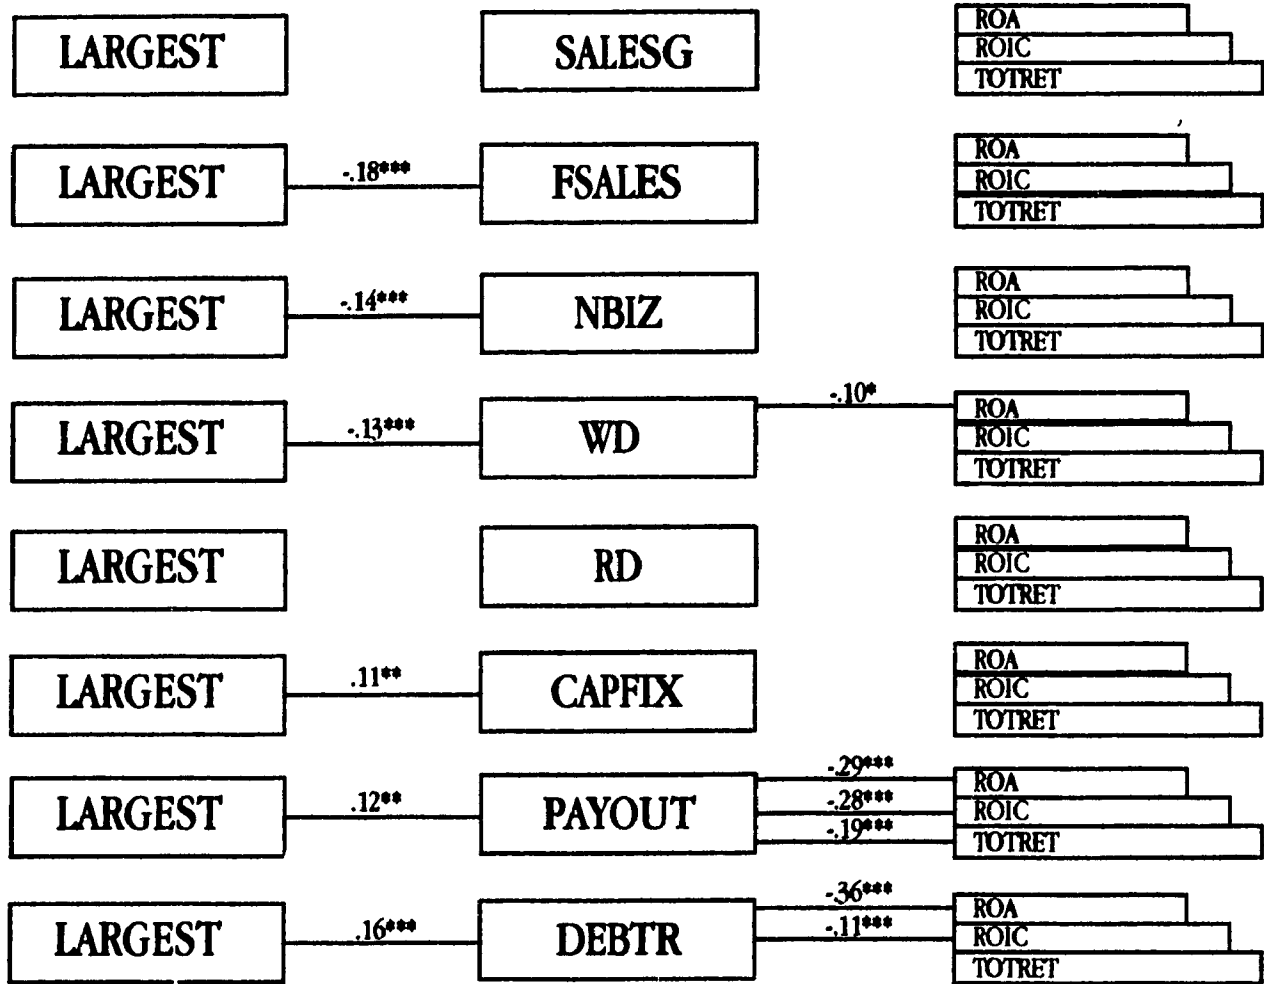 LARGEST SALESG ROA
ROIC
TOTRET
LARGEST -.18*** FSALES ROA
ROIC
TOTRET
LARGEST -.14*** NBIZ ROA
ROIC
TOTRET
LARGEST -.13*** WD -.10* ROA
ROIC
TOTRET
LARGEST RD ROA
ROIC
TOTRET
LARGEST .11** CAPFIX ROA
ROIC
TOTRET
LARGEST .12** PAYOUT -.29*** ROA
-.28*** ROIC
-.19*** TOTRET
LARGEST .16*** DEBTR -.36*** ROA
-.11*** ROIC
TOTRET